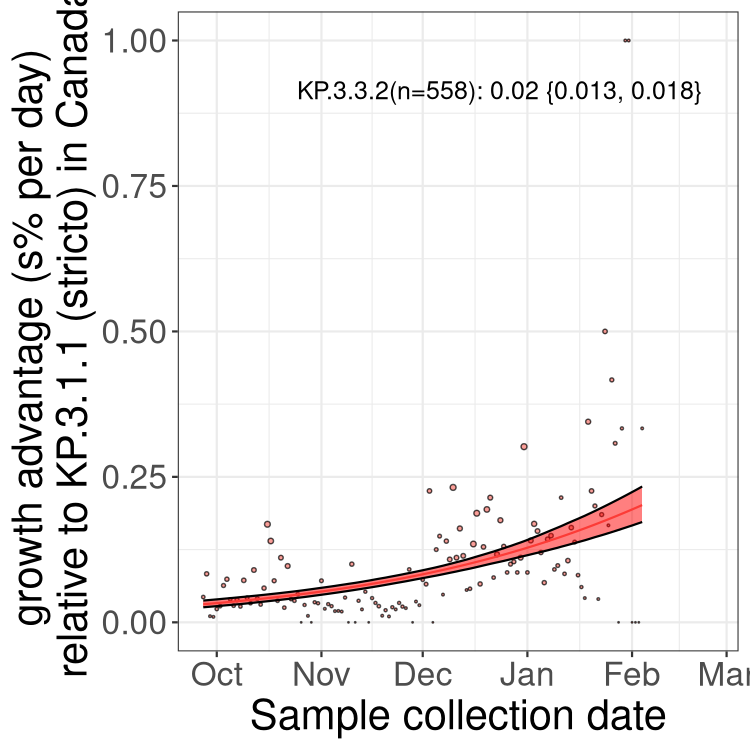 growth advantage (s% per day)
relative to KP.3.1.1 (stricto) in Canada
1.00
0.75
0.50
0.25
0.00
KP.3.3.2(n=558): 0.02 {0.013, 0.018}
Oct Nov Dec Jan Feb Mar
Sample collection date